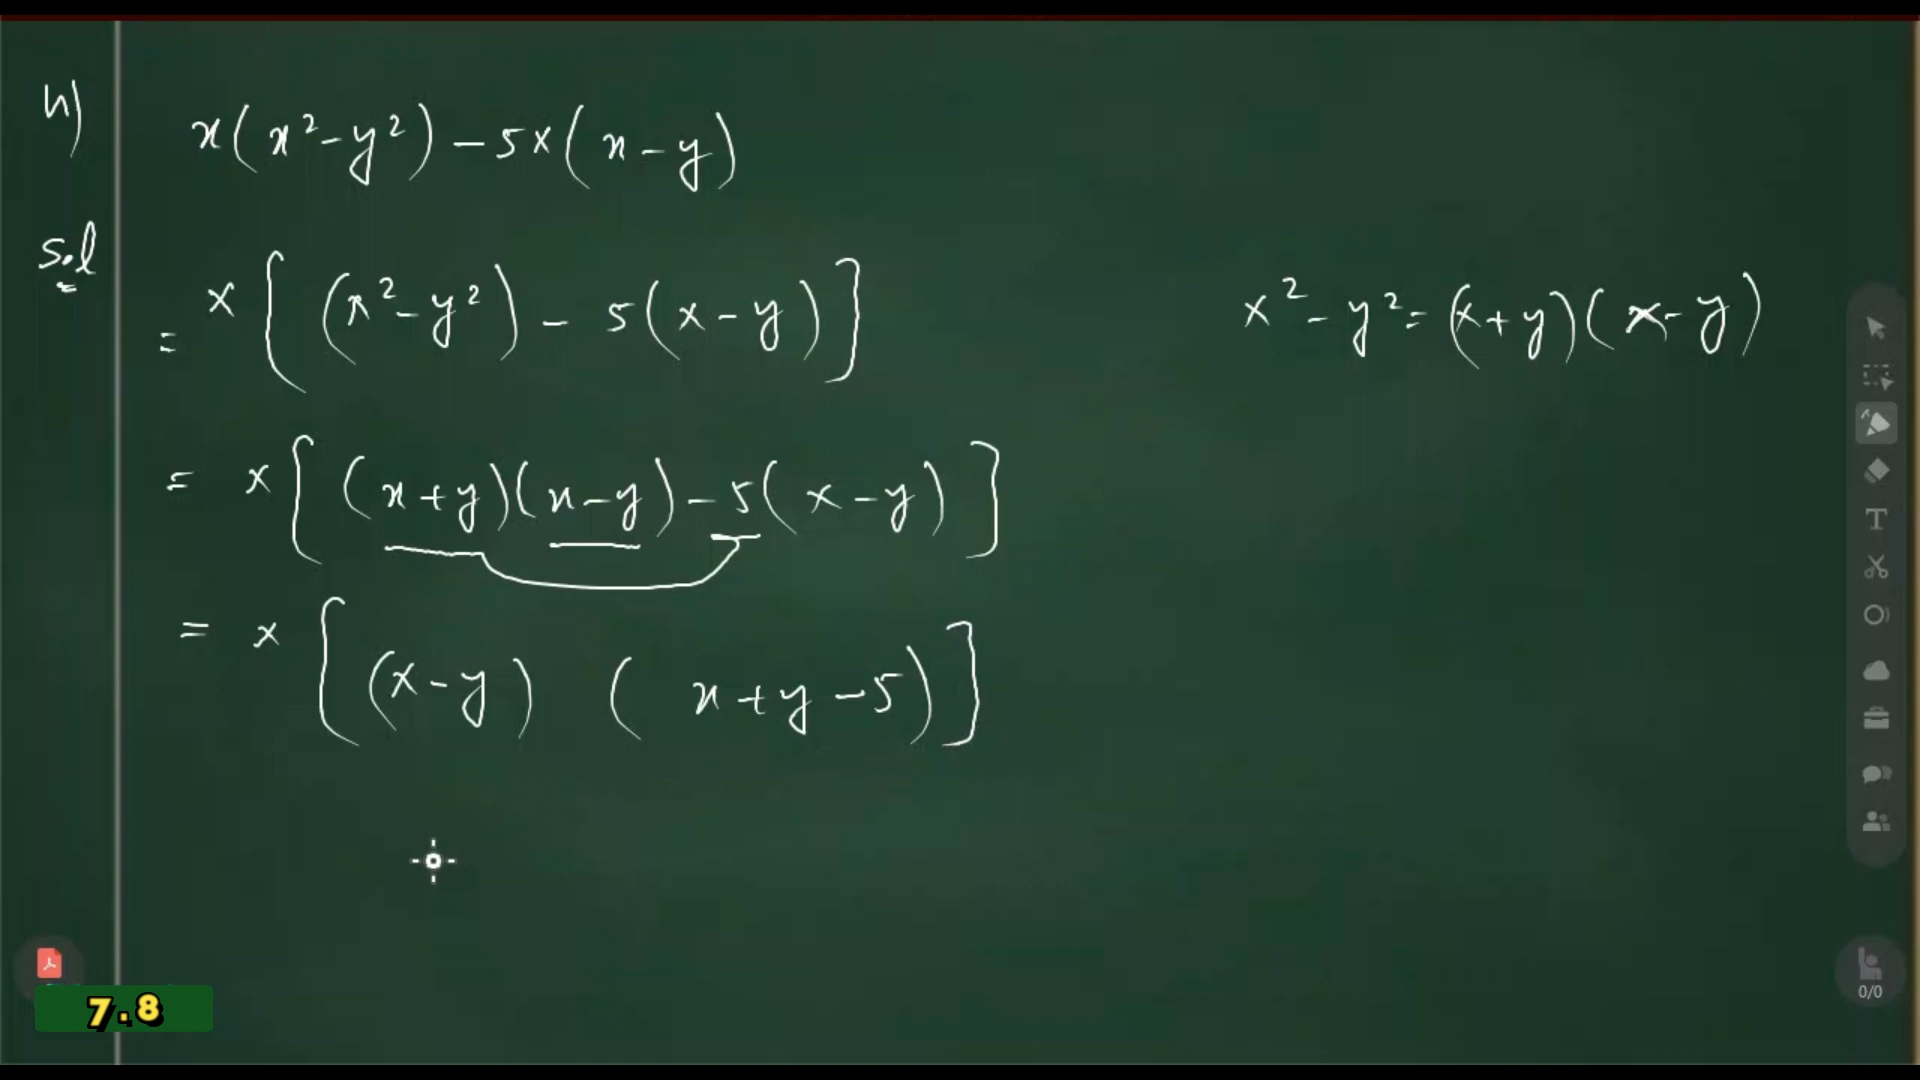 h)
x(x²-y²)-5x(x-y)
Sol
= x[(x²-y²)-5(x-y)]
x²-y²=(x+y)(x-y)
= x[(x+y)(x-y)-5(x-y)]
= x[(x-y) (x+y-5)]
7.8
0/0